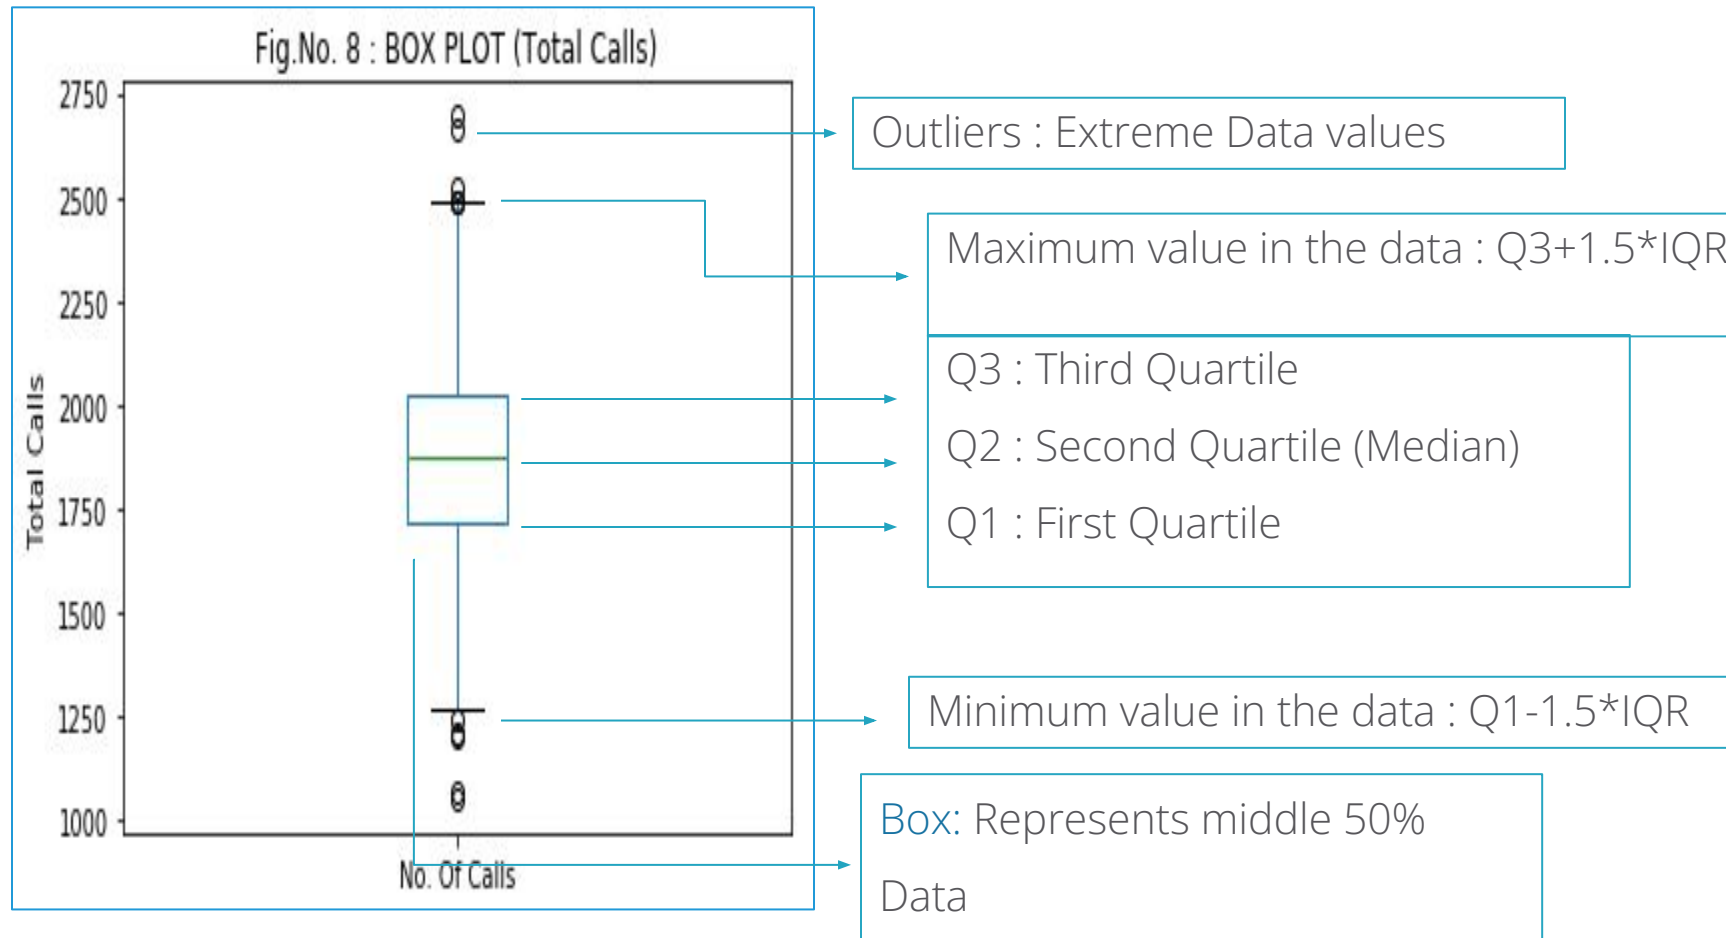 Fig.No. 8 : BOX PLOT (Total Calls)
2750
2500
2250
2000
1750
1500
1250
1000
Total Calls
No. Of Calls
Outliers : Extreme Data values
Maximum value in the data : Q3+1.5*IQR
Q3 : Third Quartile
Q2 : Second Quartile (Median)
Q1 : First Quartile
Minimum value in the data : Q1-1.5*IQR
Box: Represents middle 50%
Data